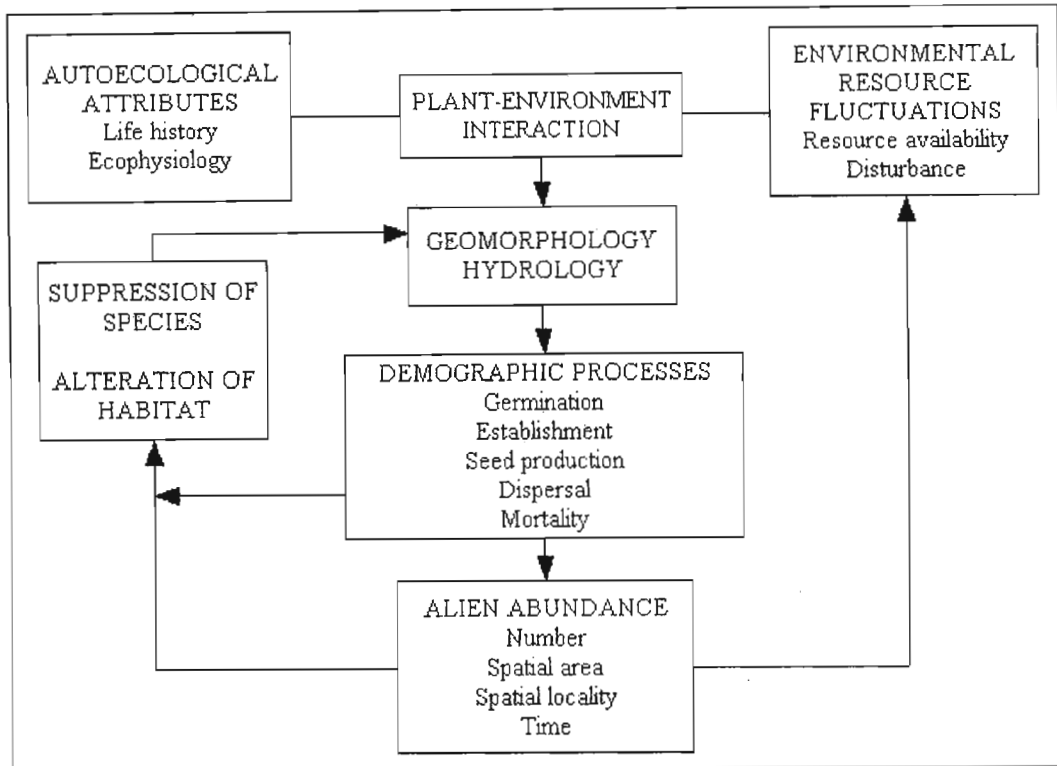 AUTOECOLOGICAL
ATTRIBUTES
Life history
Ecophysiology
PLANT-ENVIRONMENT
INTERACTION
ENVIRONMENTAL
RESOURCE
FLUCTUATIONS
Resource availability
Disturbance
GEOMORPHOLOGY
HYDROLOGY
SUPPRESSION OF
SPECIES
ALTERATION OF
HABITAT
DEMOGRAPHIC PROCESSES
Germination
Establishment
Seed production
Dispersal
Mortality
ALIEN ABUNDANCE
Number
Spatial area
Spatial locality
Time